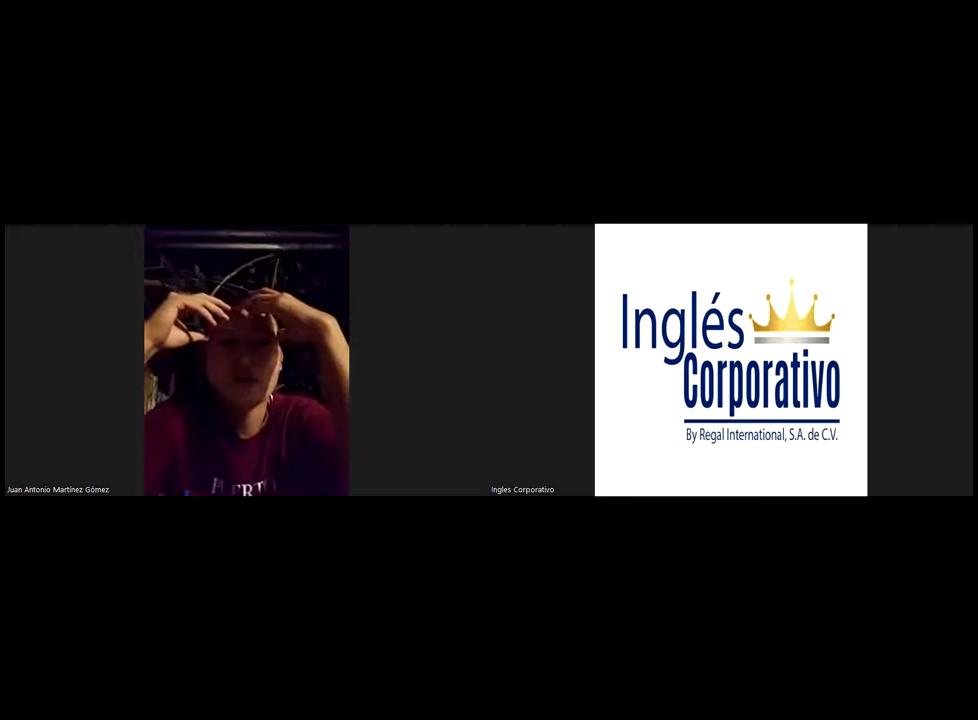 Inglés
Corporativo
By Regal International, S.A. de C.V.
Juan Antonio Martínez Gómez
Ingles Corporativo